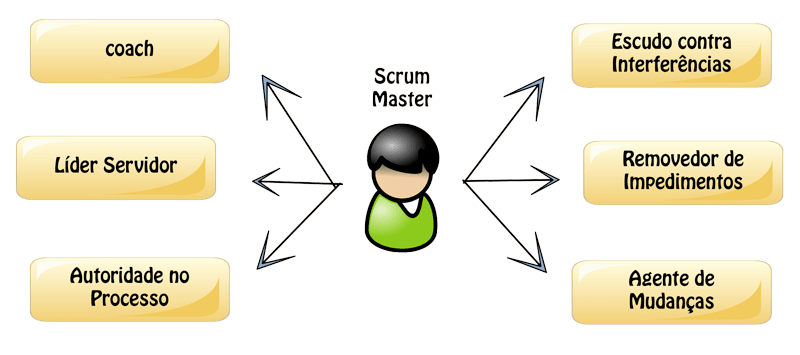 coach
Líder Servidor
Autoridade no
Processo
Scrum
Master
Escudo contra
Interferências
Removedor de
Impedimentos
Agente de
Mudanças